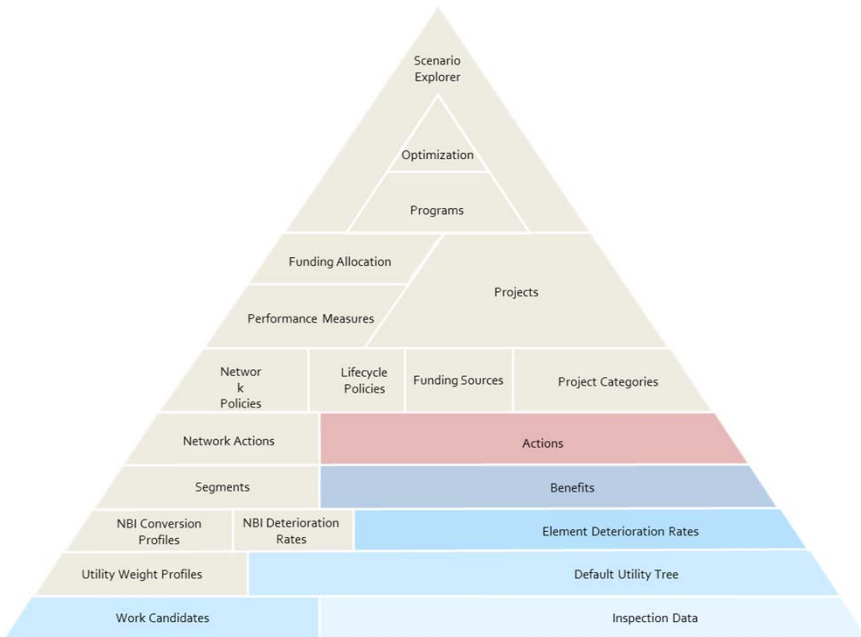 Scenario
Explorer
Optimization
Programs
Funding Allocation
Projects
Performance Measures
Networ
k
Policies
Lifecycle
Policies
Funding Sources
Project Categories
Network Actions
Actions
Segments
Benefits
NBI Conversion
Profiles
NBI Deterioration
Rates
Element Deterioration Rates
Utility Weight Profiles
Default Utility Tree
Work Candidates
Inspection Data